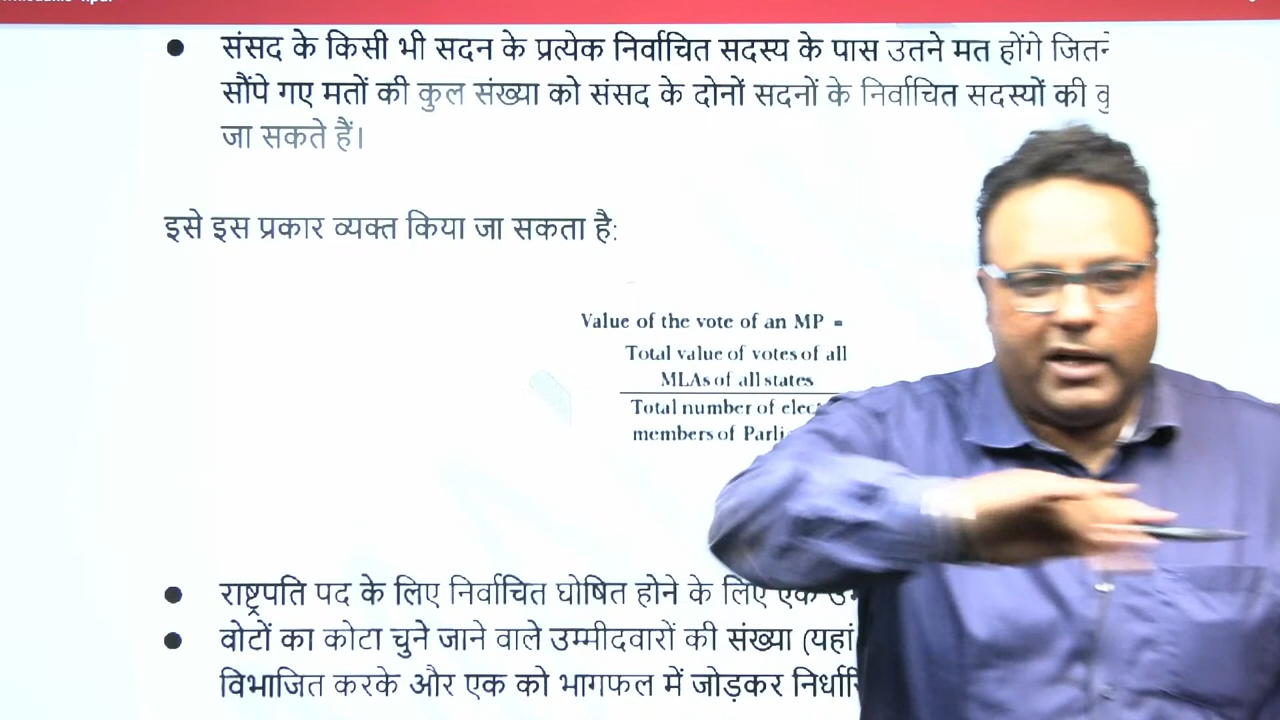 संसद के किसी भी सदन के प्रत्येक निर्वाचित सदस्य के पास उतने मत होंगे
सौंपे गए मतों की कुल संख्या को संसद के दोनों सदनों के निर्वाचित सदस्यों की
जा सकते हैं।
इसे इस प्रकार व्यक्त किया जा सकता है:
Value of the vote of an MP =
Total value of votes of all
MLAs of all states
Total number of
members of
राष्ट्रपति पद के लिए निर्वाचित घोषित होने के लिए एक
वोटों का कोटा चुने जाने वाले उम्मीदवारों की संख्या (यहां
विभाजित करके और एक को भागफल में जोड़कर